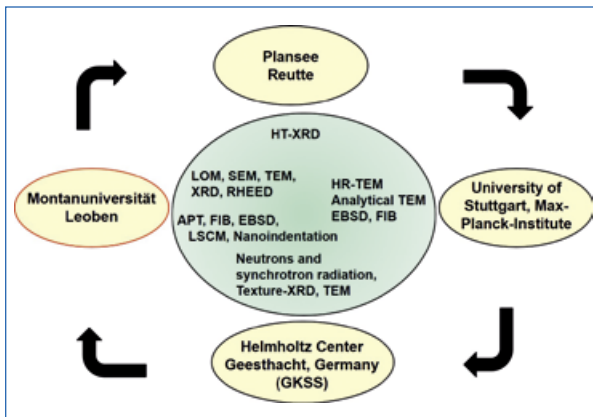 Plansee
Reutte
HT-XRD
LOM, SEM, TEM,
XRD, RHEED
APT, FIB, EBSD,
LSCM, Nanoindentation
HR-TEM
Analytical TEM
EBSD, FIB
Neutrons and
synchrotron radiation,
Texture-XRD, TEM
Montanuniversität
Leoben
University of
Stuttgart, Max-
Planck-Institute
Helmholtz Center
Geesthacht, Germany
(GKSS)